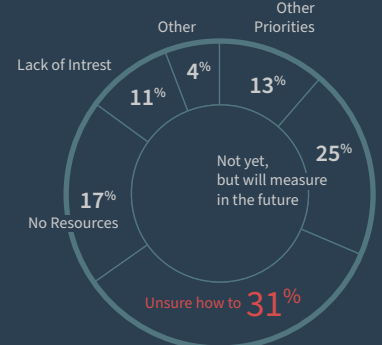 Other
Priorities
Other
Lack of Intrest
4%
13%
11%
25%
Not yet,
but will measure
in the future
17%
No Resources
Unsure how to 31%